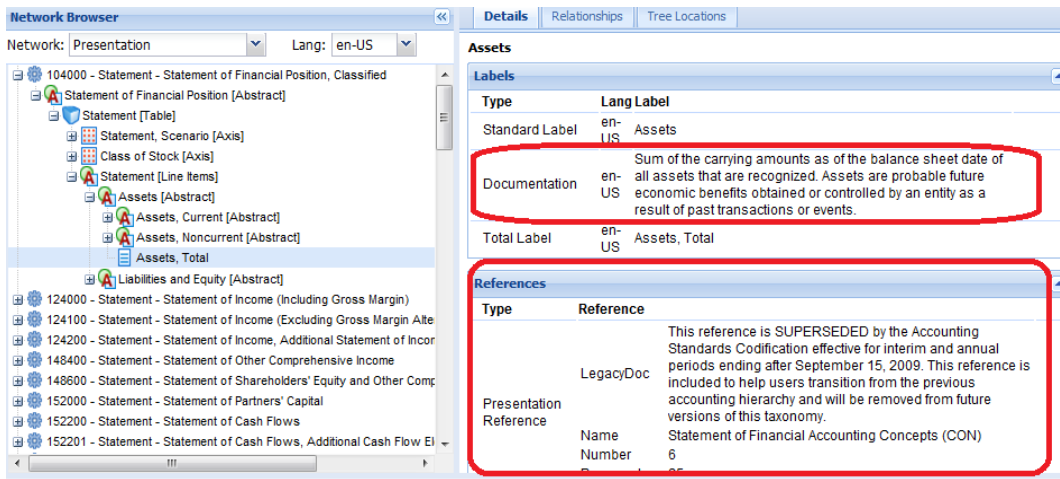 Network Browser
Network: Presentation Lang: en-US
104000 - Statement - Statement of Financial Position, Classified
Statement of Financial Position [Abstract]
Statement [Table]
Statement, Scenario [Axis]
Class of Stock [Axis]
Statement [Line Items]
Assets [Abstract]
Assets, Current [Abstract]
Assets, Noncurrent [Abstract]
Assets, Total
Liabilities and Equity [Abstract]
124000 - Statement - Statement of Income (Including Gross Margin)
124100 - Statement - Statement of Income (Excluding Gross Margin Alte
124200 - Statement - Statement of Income, Additional Statement of Incor
148400 - Statement - Statement of Other Comprehensive Income
148600 - Statement - Statement of Shareholders' Equity and Other Comp
152000 - Statement - Statement of Partners' Capital
152200 - Statement - Statement of Cash Flows
152201 - Statement - Statement of Cash Flows, Additional Cash Flow El
Details Relationships Tree Locations
Assets
Labels
Type Lang Label
Standard Label en-US Assets
Documentation en-US Sum of the carrying amounts as of the balance sheet date of
all assets that are recognized. Assets are probable future
economic benefits obtained or controlled by an entity as a
result of past transactions or events.
Total Label en-US Assets, Total
References
Type Reference
Presentation Reference
LegacyDoc This reference is SUPERSEDED by the Accounting
Standards Codification effective for interim and annual
periods ending after September 15, 2009. This reference is
included to help users transition from the previous
accounting hierarchy and will be removed from future
versions of this taxonomy.
Name Statement of Financial Accounting Concepts (CON)
Number 6